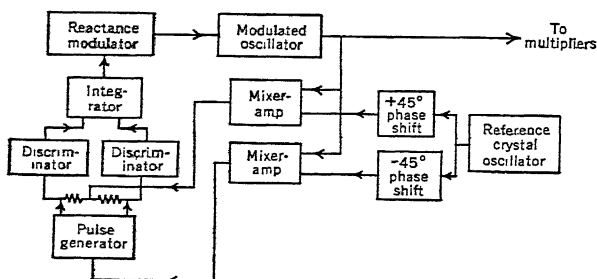 Reactance
modulator
Modulated
oscillator
To
multipliers
Integ-
rator
Mixer-
amp
+45°
phase
shift
Reference
crystal
oscillator
Discrim-
inator
Discrim-
inator
Mixer-
amp
-45°
phase
shift
Pulse
generator